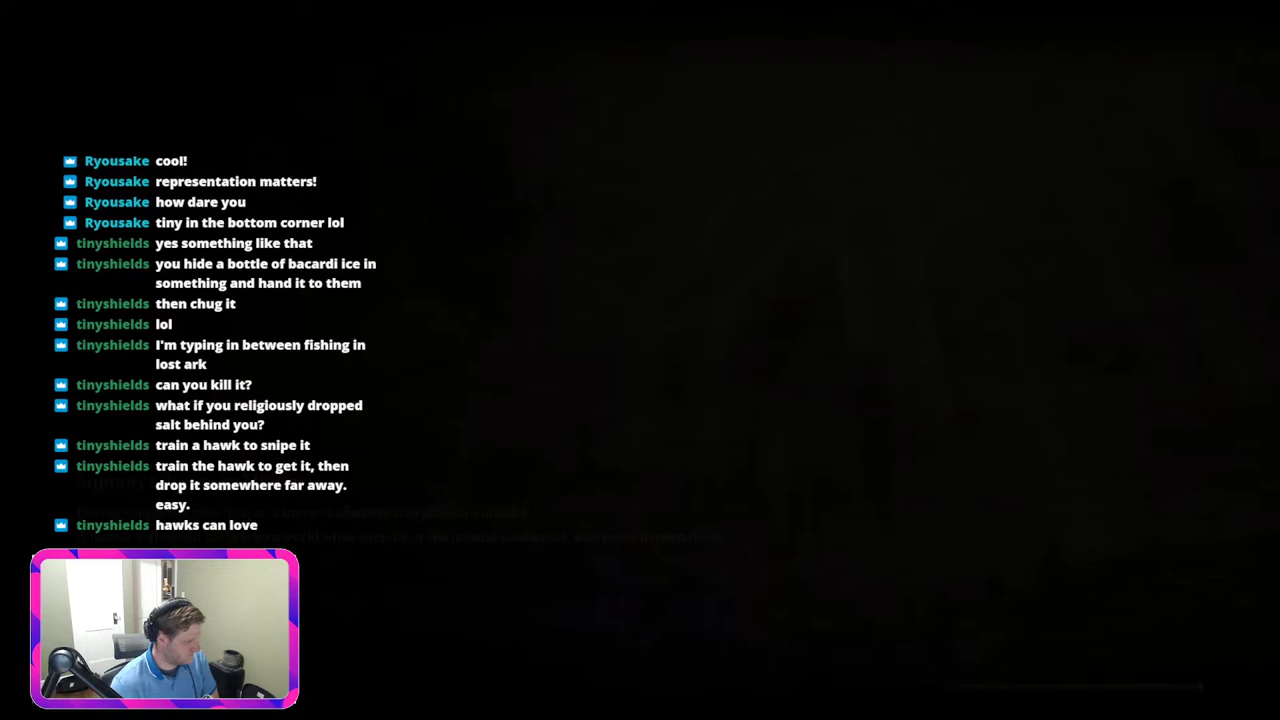 Ryousake cool!
Ryousake representation matters!
Ryousake how dare you
Ryousake tiny in the bottom corner lol
tinyshields yes something like that
tinyshields you hide a bottle of bacardi ice in
something and hand it to them
tinyshields then chug it
tinyshields lol
tinyshields I'm typing in between fishing in
lost ark
tinyshields can you kill it?
tinyshields what if you religiously dropped
salt behind you?
tinyshields train a hawk to snipe it
tinyshields train the hawk to get it, then
drop it somewhere far away.
easy.
tinyshields hawks can love